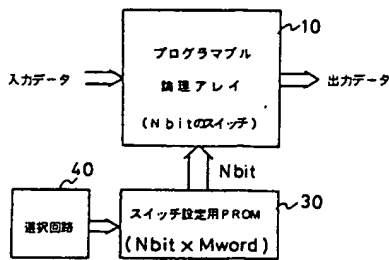 10
プログラマブル
入力データ
論理アレイ
出力データ
(Nbitのスイッチ)
Nbit
40
30
選択回路
スイッチ設定用PROM
(Nbit×Mword)